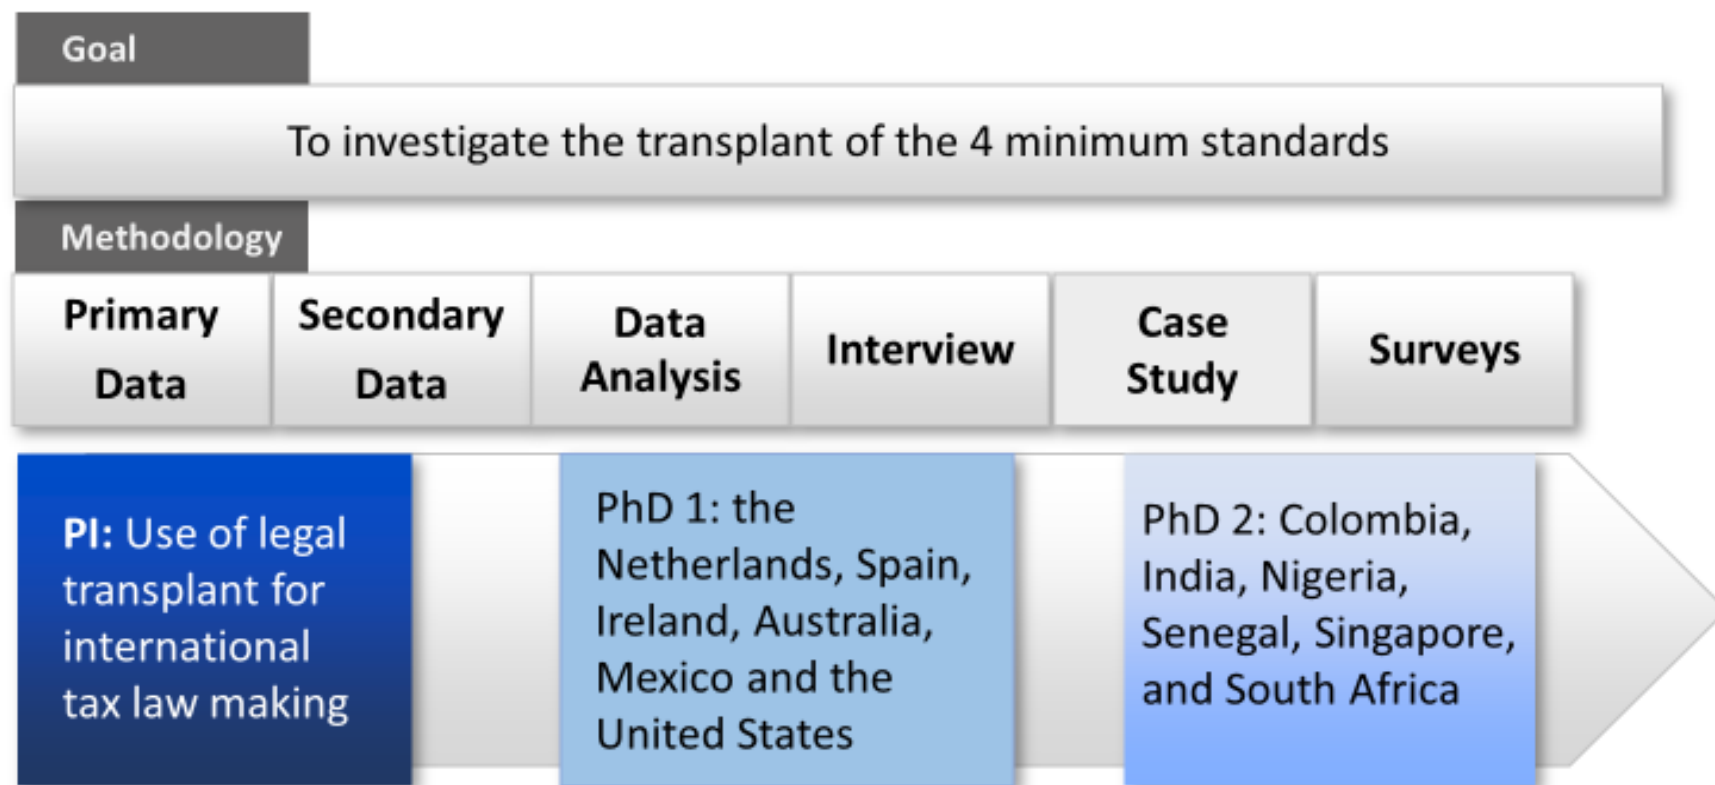 Goal
To investigate the transplant of the 4 minimum standards
Methodology
Primary
Data
Secondary
Data
Data
Analysis
Interview
Case
Study
Surveys
PI: Use of legal
transplant for
international
tax law making
PhD 1: the
Netherlands, Spain,
Ireland, Australia,
Mexico and the
United States
PhD 2: Colombia,
India, Nigeria,
Senegal, Singapore,
and South Africa